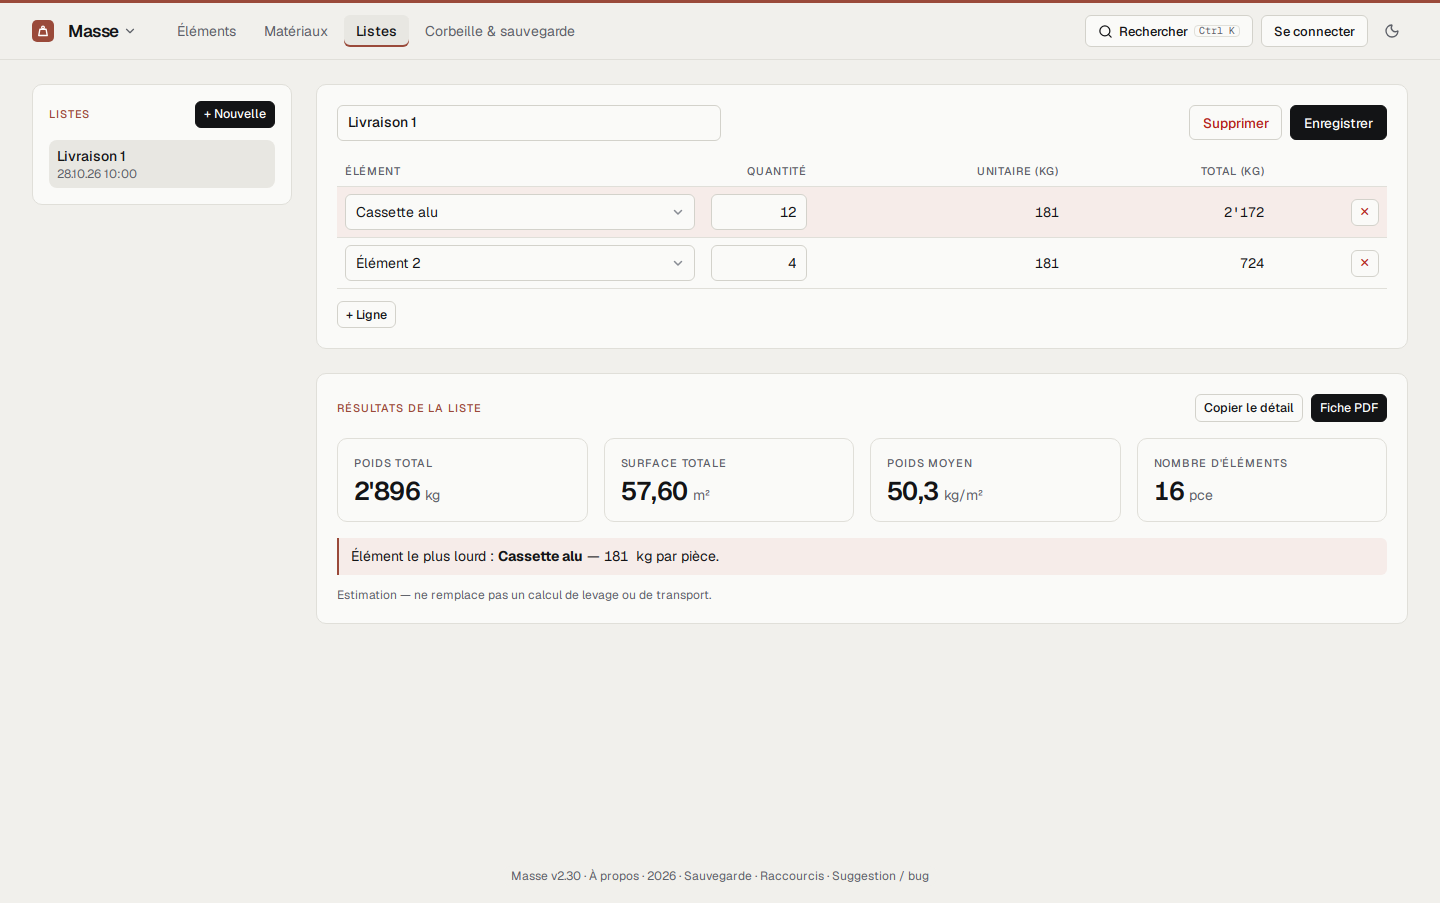 Masse
Éléments
Matériaux
Listes
Corbeille & sauvegarde
Rechercher Ctrl K
Se connecter
LISTES
+ Nouvelle
Livraison 1
28.10.26 10:00
Livraison 1
Supprimer
Enregistrer
ÉLÉMENT QUANTITÉ UNITAIRE (KG) TOTAL (KG)
Cassette alu 12 181 2'172 ×
Élément 2 4 181 724 ×
+ Ligne
RÉSULTATS DE LA LISTE
Copier le détail
Fiche PDF
POIDS TOTAL
2'896 kg
SURFACE TOTALE
57,60 m²
POIDS MOYEN
50,3 kg/m²
NOMBRE D'ÉLÉMENTS
16 pce
Élément le plus lourd : Cassette alu — 181 kg par pièce.
Estimation — ne remplace pas un calcul de levage ou de transport.
Masse v2.30 · À propos · 2026 · Sauvegarde · Raccourcis · Suggestion / bug